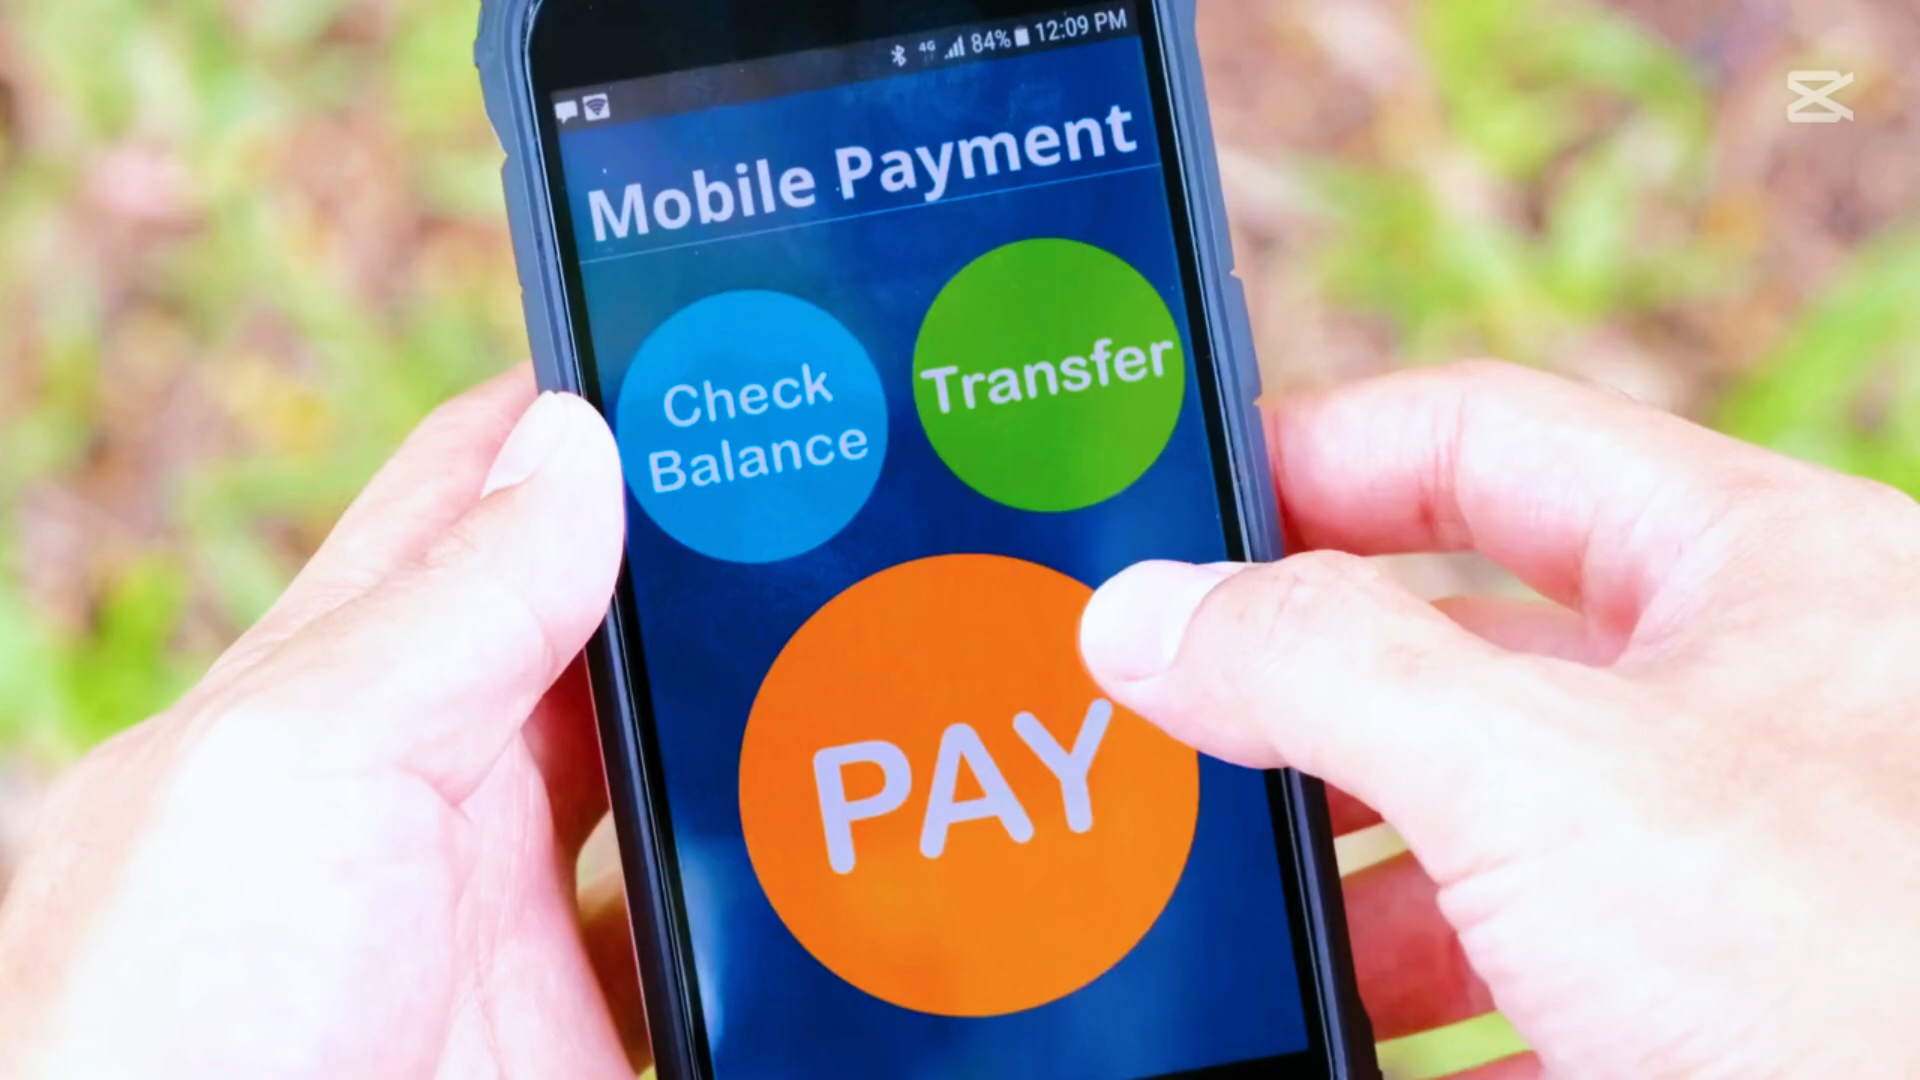 4G 84% 12:09 PM
Mobile Payment
Check
Balance
Transfer
PAY